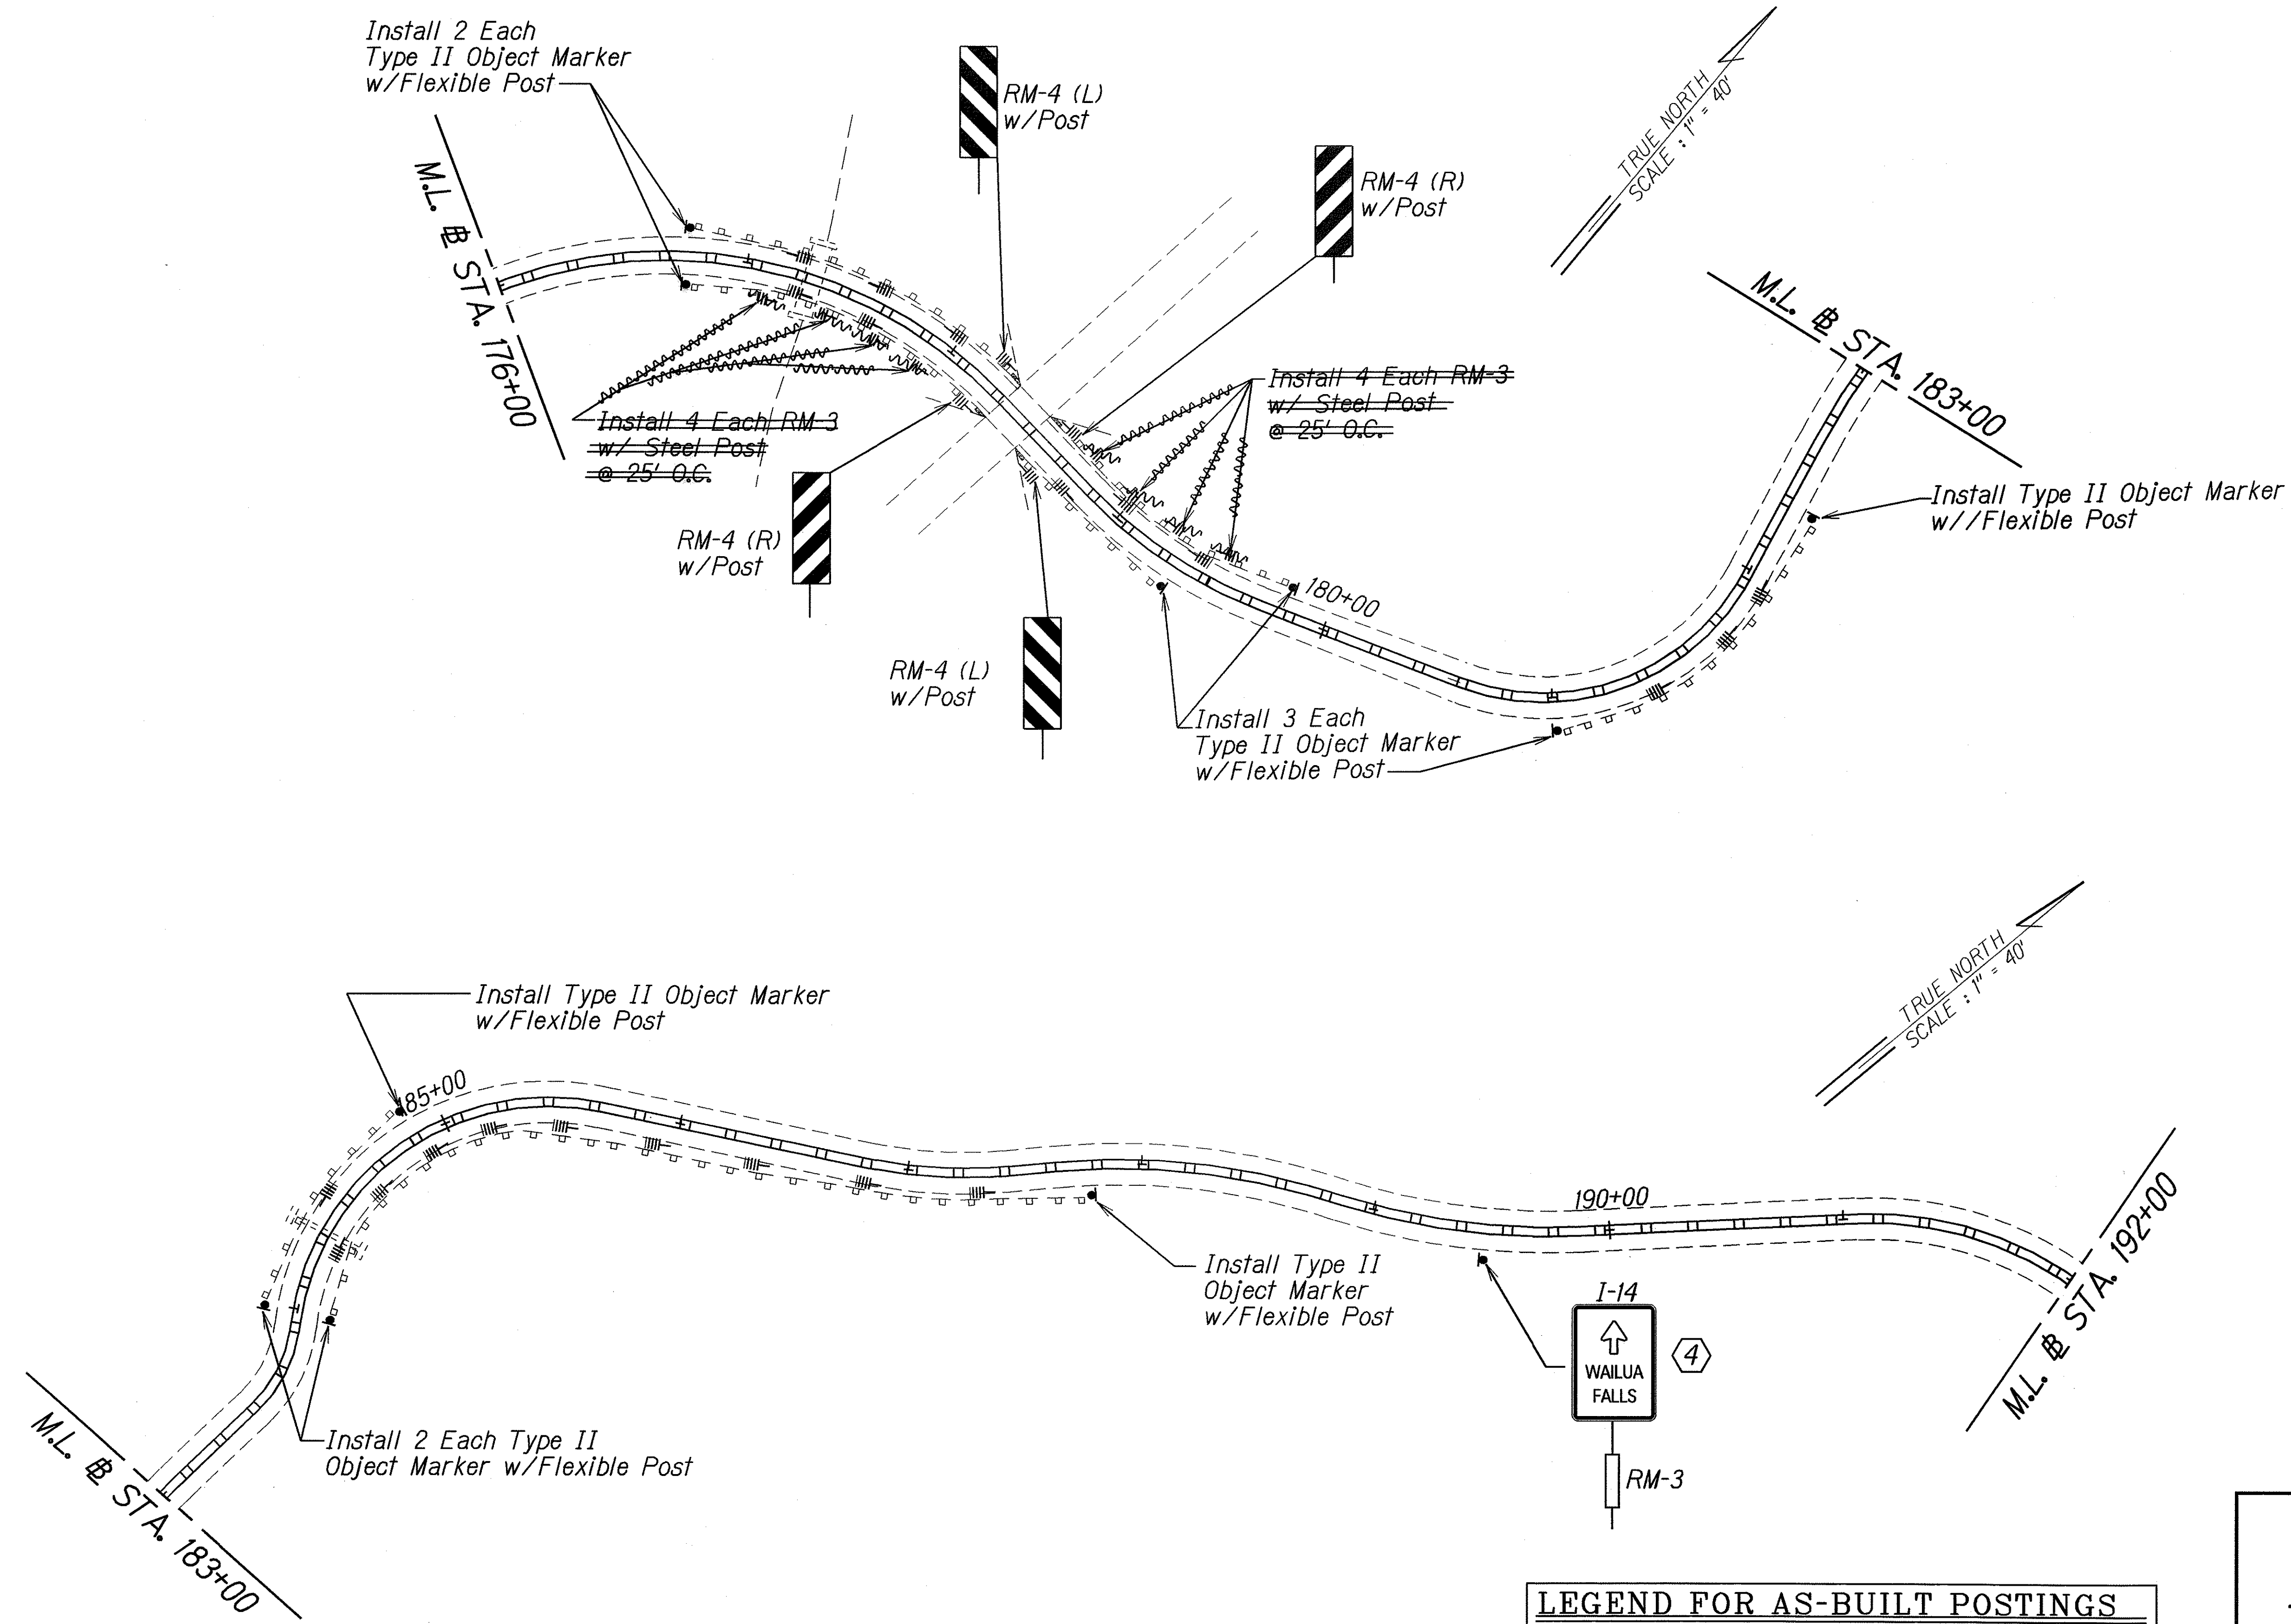 Install 2 Each
Type II Object Marker
w/Flexible Post
RM-4 (L)
w/Post
RM-4 (R)
w/Post
TRUE NORTH
SCALE : 1" = 40'
M.L. ⅊ STA. 176+00
M.L. ⅊ STA. 183+00
Install 4 Each RM-3
w/ Steel Post
@ 25' O.C.
Install 4 Each RM-3
w/ Steel Post
@ 25' O.C.
Install Type II Object Marker
w//Flexible Post
RM-4 (R)
w/Post
180+00
RM-4 (L)
w/Post
Install 3 Each
Type II Object Marker
w/Flexible Post
TRUE NORTH
SCALE : 1" = 40'
Install Type II Object Marker
w/Flexible Post
185+00
190+00
Install Type II
Object Marker
w/Flexible Post
I-14
WAILUA
FALLS
4
RM-3
M.L. ⅊ STA. 192+00
Install 2 Each Type II
Object Marker w/Flexible Post
M.L. ⅊ STA. 183+00
LEGEND FOR AS-BUILT POSTINGS